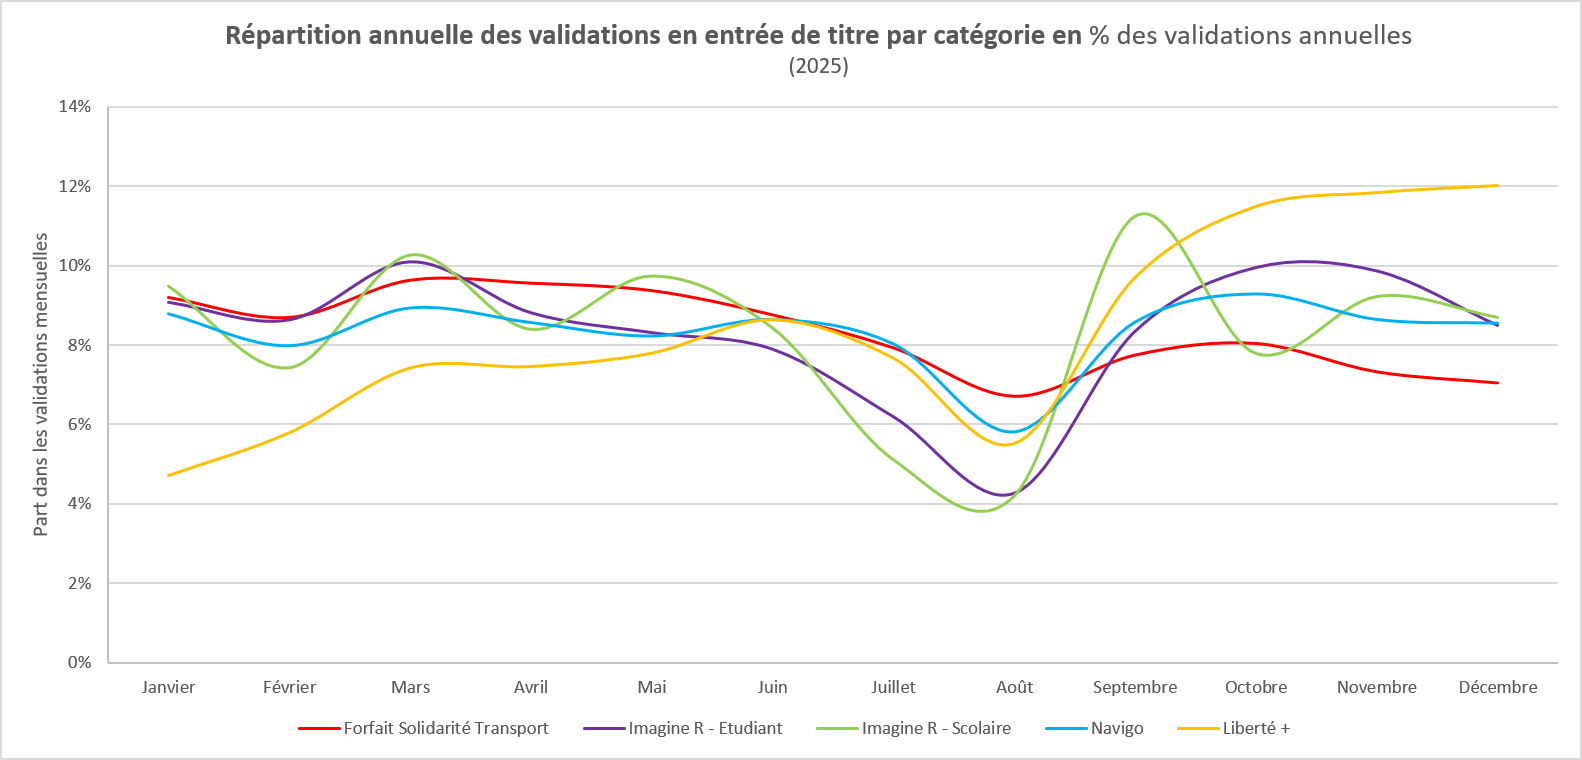 Répartition annuelle des validations en entrée de titre par catégorie en % des validations annuelles
(2025)
Part dans les validations mensuelles
14%
12%
10%
8%
6%
4%
2%
0%
Janvier Février Mars Avril Mai Juin Juillet Août Septembre Octobre Novembre Décembre
Forfait Solidarité Transport Imagine R - Etudiant Imagine R - Scolaire Navigo Liberté +